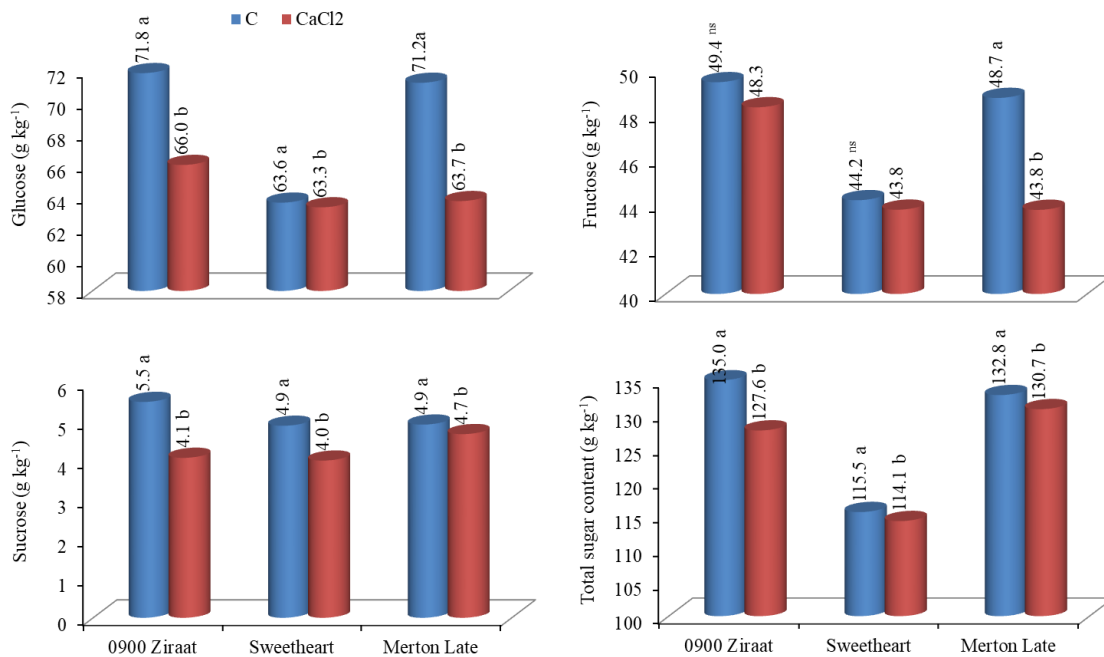 C CaCl2
Glucose (g kg⁻¹)
72
70
68
66
64
62
60
58
71.8 a
66.0 b
63.6 a
63.3 b
71.2a
63.7 b
Fructose (g kg⁻¹)
50
48
46
44
42
40
49.4 ns
48.3
44.2 ns
43.8
48.7 a
43.8 b
Sucrose (g kg⁻¹)
6
5
4
3
2
1
0
5.5 a
4.1 b
4.9 a
4.0 b
4.9 a
4.7 b
0900 Ziraat Sweetheart Merton Late
Total sugar content (g kg⁻¹)
135
130
125
120
115
110
105
100
135.0 a
127.6 b
115.5 a
114.1 b
132.8 a
130.7 b
0900 Ziraat Sweetheart Merton Late